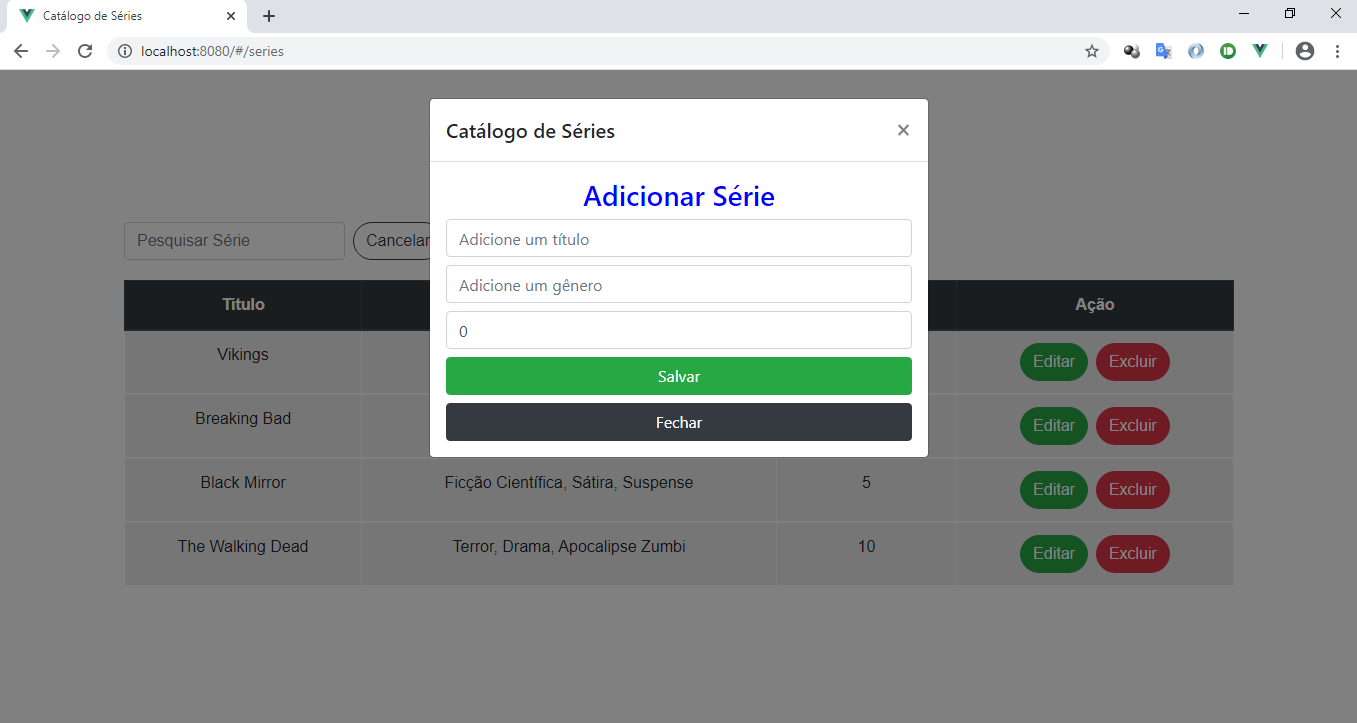 Catálogo de Séries
localhost:8080/#/series
Catálogo de Séries ×
Adicionar Série
Adicione um título
Adicione um gênero
0
Salvar
Fechar
Pesquisar Série Cancelar
Título Ação
Vikings Editar Excluir
Breaking Bad Editar Excluir
Black Mirror Ficção Científica, Sátira, Suspense 5 Editar Excluir
The Walking Dead Terror, Drama, Apocalipse Zumbi 10 Editar Excluir